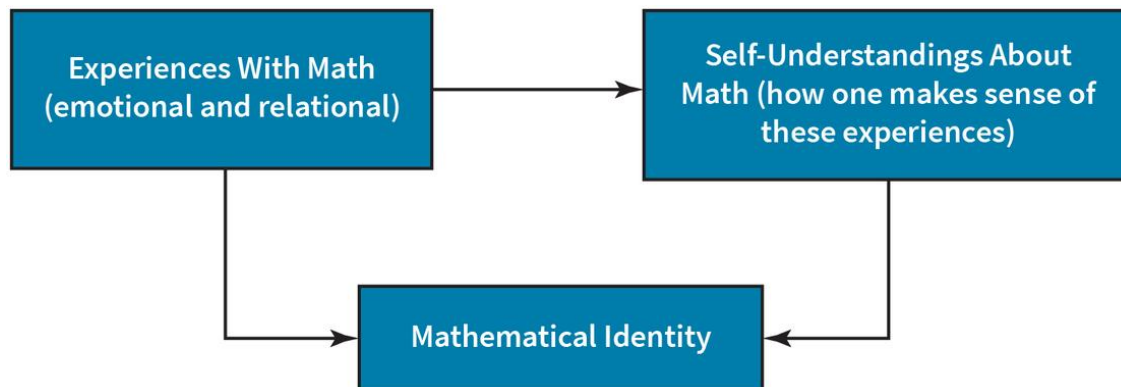 Experiences With Math
(emotional and relational)
Self-Understandings About
Math (how one makes sense of
these experiences)
Mathematical Identity